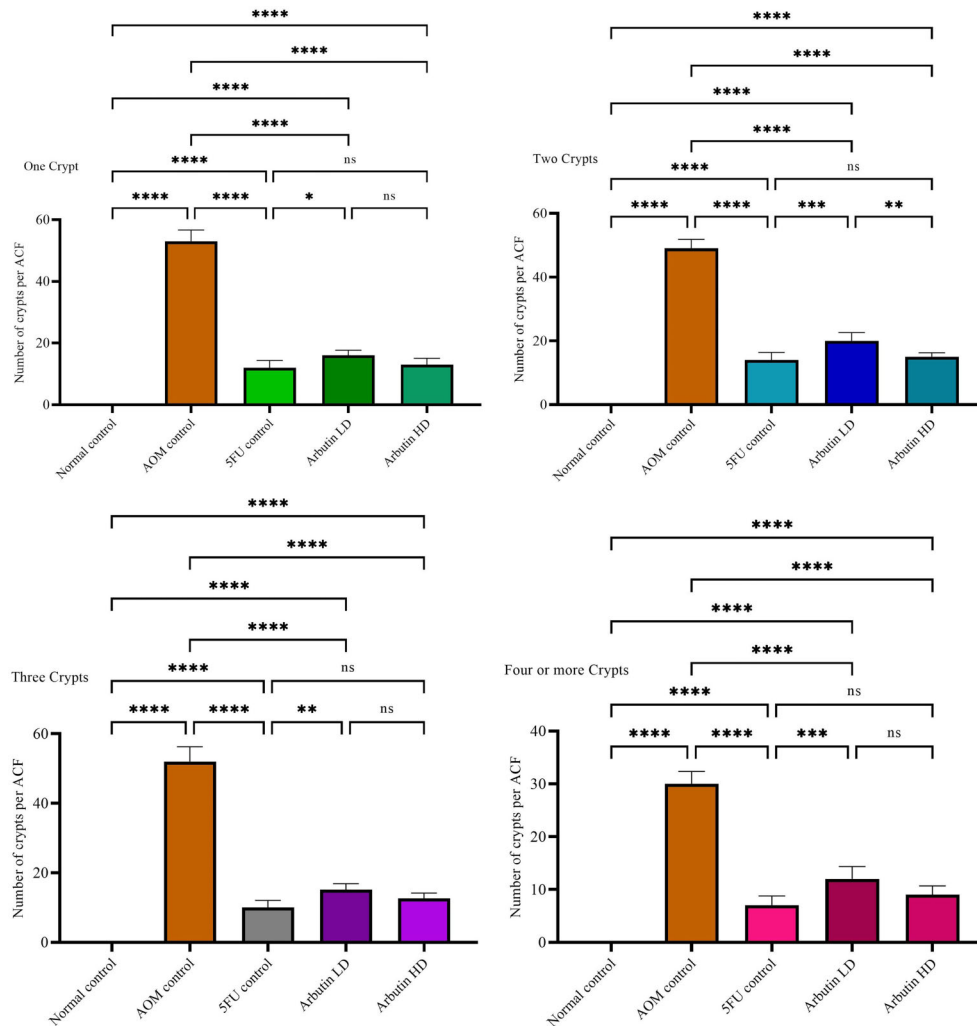 ****
****
****
****
One Crypt
****
ns
****
****
*
ns
Number of crypts per ACF
60
40
20
0
Normal control
AOM control
5FU control
Arbutin LD
Arbutin HD
****
****
****
****
Two Crypts
****
ns
****
****
***
**
Number of crypts per ACF
60
40
20
0
Normal control
AOM control
5FU control
Arbutin LD
Arbutin HD
****
****
****
****
Three Crypts
****
ns
****
****
**
ns
Number of crypts per ACF
60
40
20
0
Normal control
AOM control
5FU control
Arbutin LD
Arbutin HD
****
****
****
****
Four or more Crypts
****
ns
****
****
***
ns
Number of crypts per ACF
40
30
20
10
0
Normal control
AOM control
5FU control
Arbutin LD
Arbutin HD